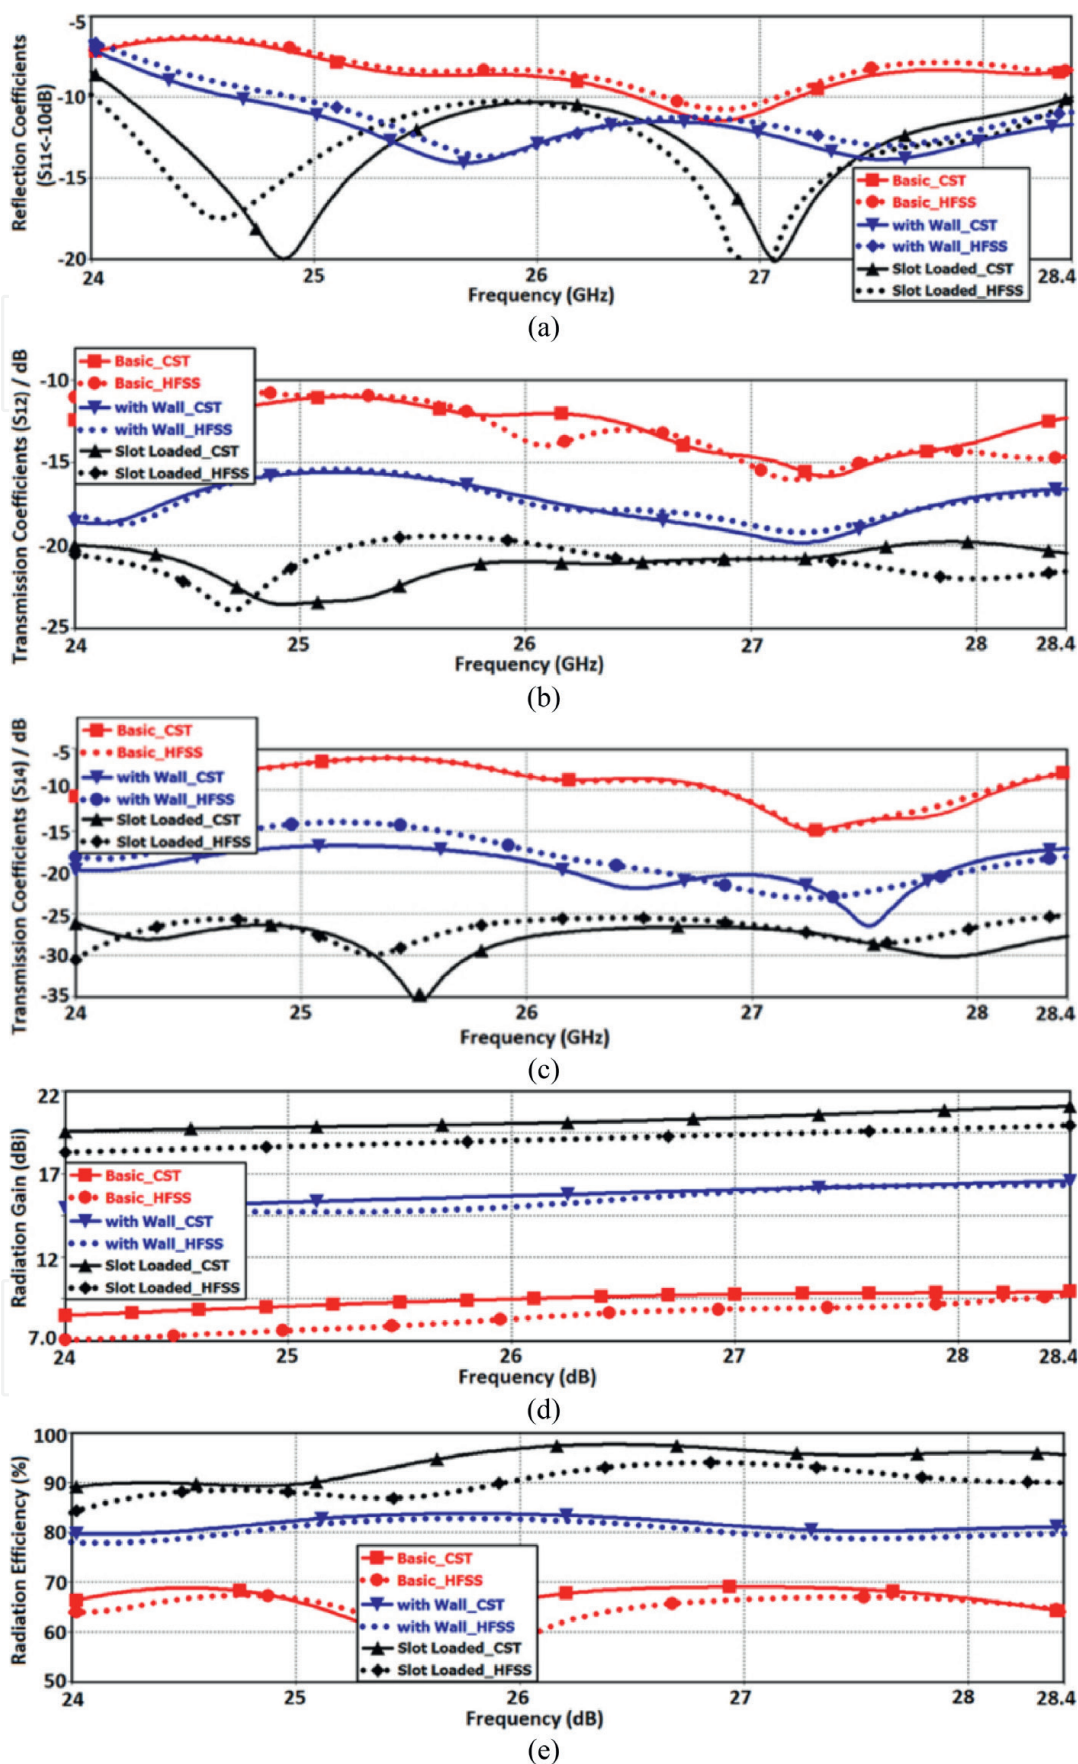 Reflection Coefficients
(S11<-10dB)
-5
-10
-15
-20
Basic_CST
Basic_HFSS
with Wall_CST
with Wall_HFSS
Slot Loaded_CST
Slot Loaded_HFSS
24 25 26 27 28.4
Frequency (GHz)
(a)
Transmission Coefficients (S12) / dB
Basic_CST
Basic_HFSS
with Wall_CST
with Wall_HFSS
Slot Loaded_CST
Slot Loaded_HFSS
-10
-15
-20
-25
24 25 26 27 28 28.4
Frequency (GHz)
(b)
Transmission Coefficients (S14) / dB
Basic_CST
Basic_HFSS
with Wall_CST
with Wall_HFSS
Slot Loaded_CST
Slot Loaded_HFSS
-5
-10
-15
-20
-25
-30
-35
24 25 26 27 28 28.4
Frequency (GHz)
(c)
Radiation Gain (dBi)
22
17
12
7.0
Basic_CST
Basic_HFSS
with Wall_CST
with Wall_HFSS
Slot Loaded_CST
Slot Loaded_HFSS
24 25 26 27 28 28.4
Frequency (dB)
(d)
Radiation Efficiency (%)
100
90
80
70
60
50
Basic_CST
Basic_HFSS
with Wall_CST
with Wall_HFSS
Slot Loaded_CST
Slot Loaded_HFSS
24 25 26 27 28 28.4
Frequency (dB)
(e)